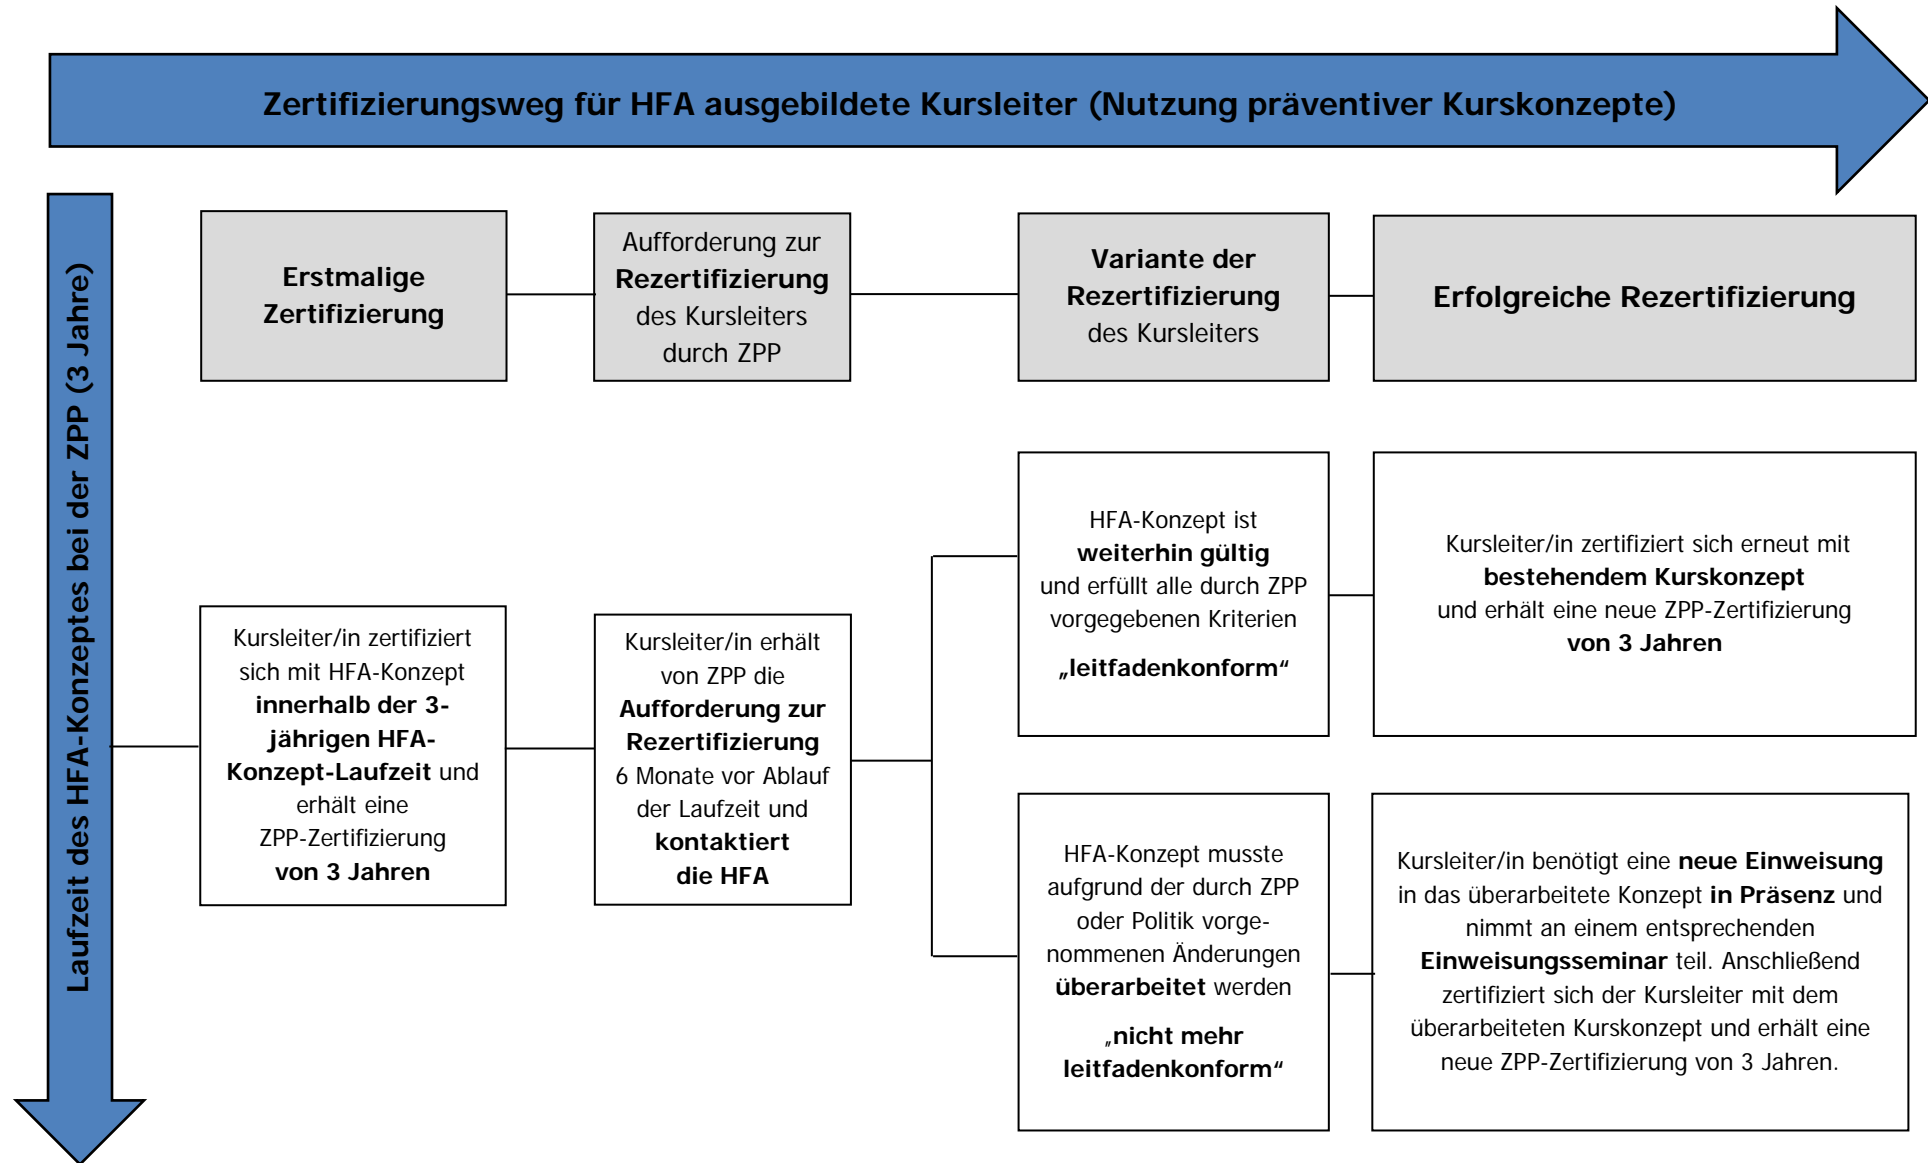 Zertifizierungsweg für HFA ausgebildete Kursleiter (Nutzung präventiver Kurskonzepte)
Laufzeit des HFA-Konzeptes bei der ZPP (3 Jahre)
Erstmalige
Zertifizierung
Aufforderung zur
Rezertifizierung
des Kursleiters
durch ZPP
Variante der
Rezertifizierung
des Kursleiters
Erfolgreiche Rezertifizierung
Kursleiter/in zertifiziert
sich mit HFA-Konzept
innerhalb der 3-
jährigen HFA-
Konzept-Laufzeit und
erhält eine
ZPP-Zertifizierung
von 3 Jahren
Kursleiter/in erhält
von ZPP die
Aufforderung zur
Rezertifizierung
6 Monate vor Ablauf
der Laufzeit und
kontaktiert
die HFA
HFA-Konzept ist
weiterhin gültig
und erfüllt alle durch ZPP
vorgegebenen Kriterien
„leitfadenkonform“
Kursleiter/in zertifiziert sich erneut mit
bestehendem Kurskonzept
und erhält eine neue ZPP-Zertifizierung
von 3 Jahren
HFA-Konzept musste
aufgrund der durch ZPP
oder Politik vorge-
nommenen Änderungen
überarbeitet werden
„nicht mehr
leitfadenkonform“
Kursleiter/in benötigt eine neue Einweisung
in das überarbeitete Konzept in Präsenz und
nimmt an einem entsprechenden
Einweisungsseminar teil. Anschließend
zertifiziert sich der Kursleiter mit dem
überarbeiteten Kurskonzept und erhält eine
neue ZPP-Zertifizierung von 3 Jahren.